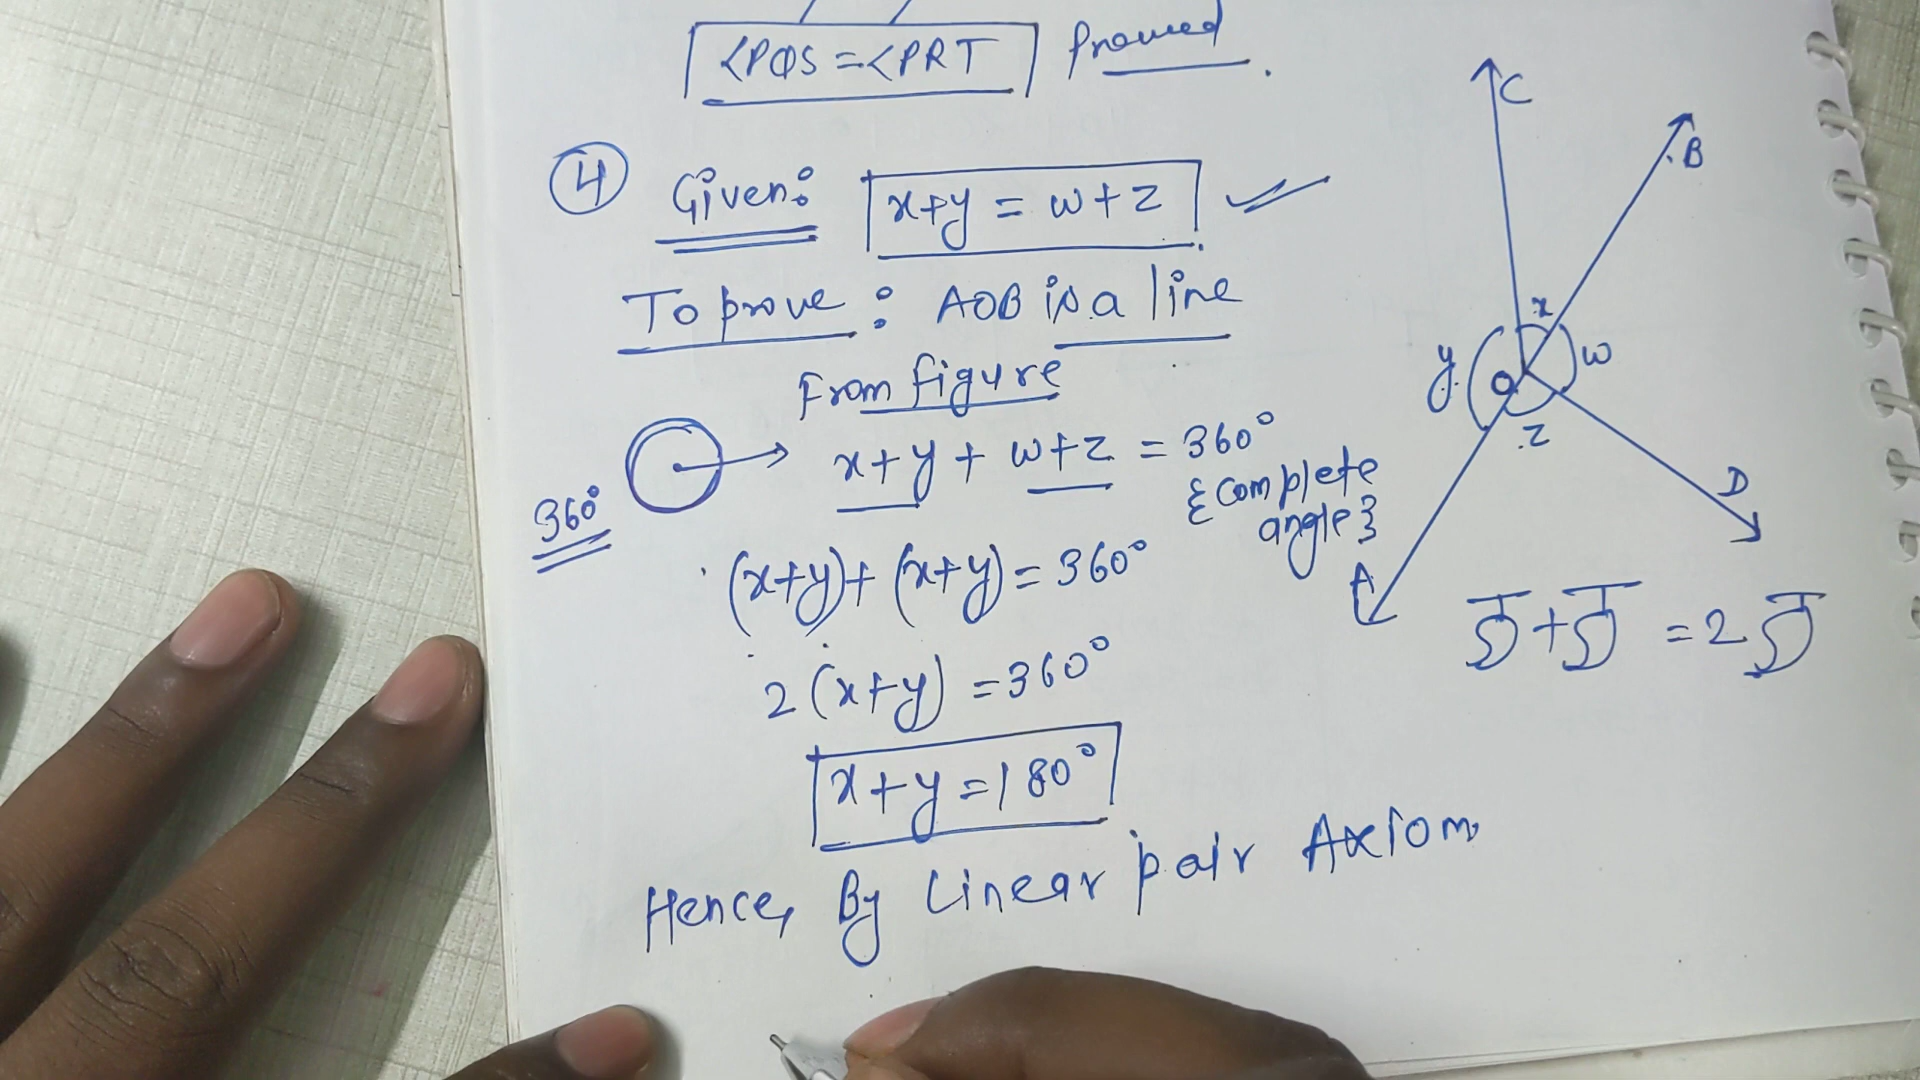 ∠PQS = ∠PRT Proved.
④ Given: x+y = w+z
To prove: AOB is a line
From figure
360° x+y + w+z = 360°
{complete
angle}
(x+y)+(x+y)=360°
2(x+y) = 360°
x+y = 180°
Hence, By Linear pair Axiom
C
B
x
y
O
w
z
D
A